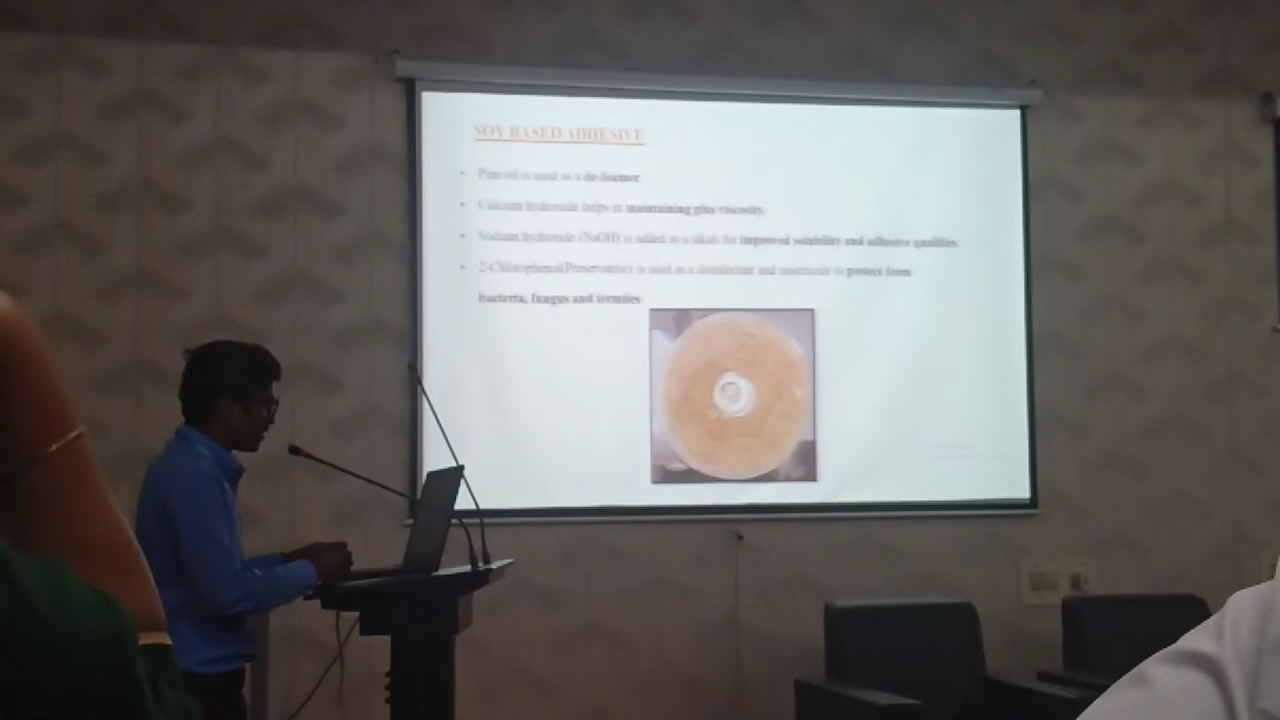 SOY BASED ADHESIVE
• Pine oil is used as a de-foamer.
• Calcium hydroxide helps in maintaining glue viscosity.
• Sodium hydroxide (NaOH) is added as a alkali for improved solubility and adhesive qualities.
• 2-Chlorophenol(Preservative) is used as a disinfectant and insecticide to protect from
bacteria, fungus and termites.